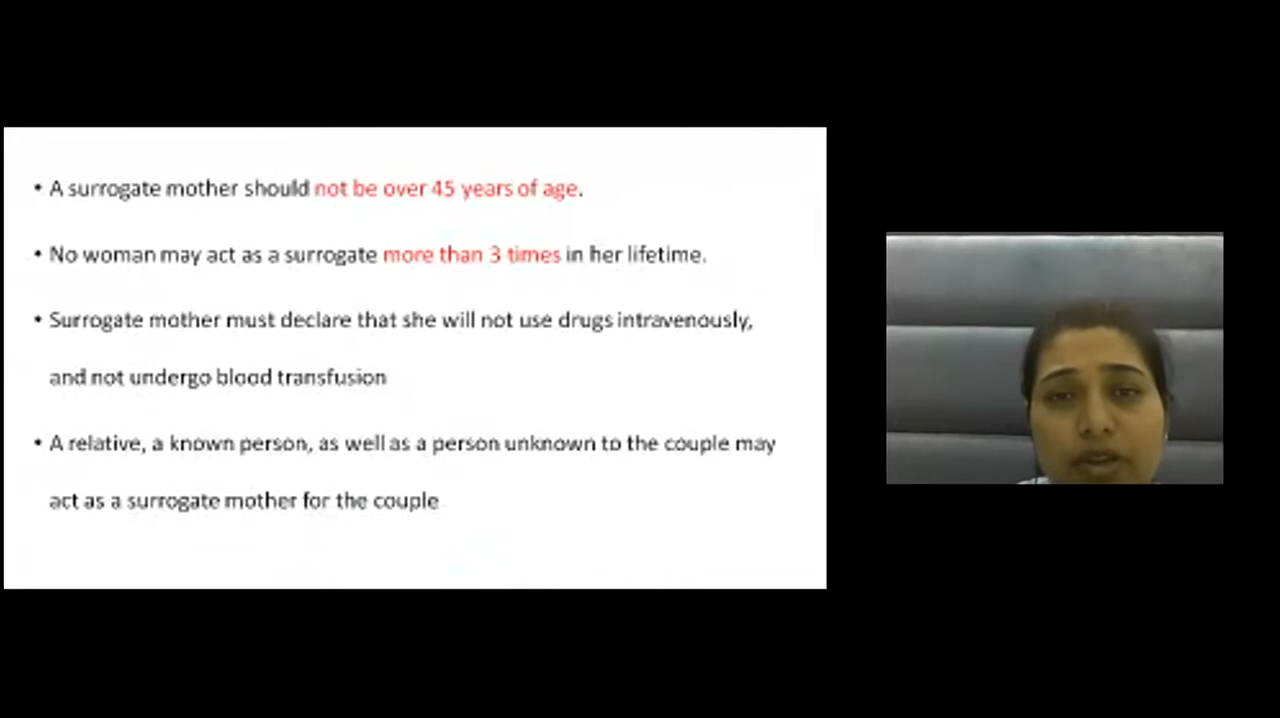 • A surrogate mother should not be over 45 years of age.
• No woman may act as a surrogate more than 3 times in her lifetime.
• Surrogate mother must declare that she will not use drugs intravenously,
and not undergo blood transfusion
• A relative, a known person, as well as a person unknown to the couple may
act as a surrogate mother for the couple